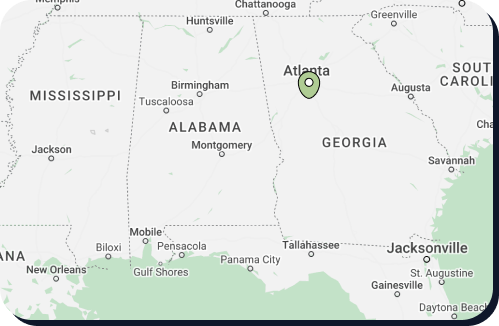 Memphis
Chattanooga
Huntsville
Greenville
Atlanta
SOUTH
CAROLI
Birmingham
Tuscaloosa
Augusta
MISSISSIPPI
ALABAMA
GEORGIA
Cha
Jackson
Montgomery
Savannah
Mobile
Biloxi
Pensacola
Tallahassee
Jacksonville
ANA
New Orleans
Gulf Shores
Panama City
St. Augustine
Gainesville
Daytona Beach